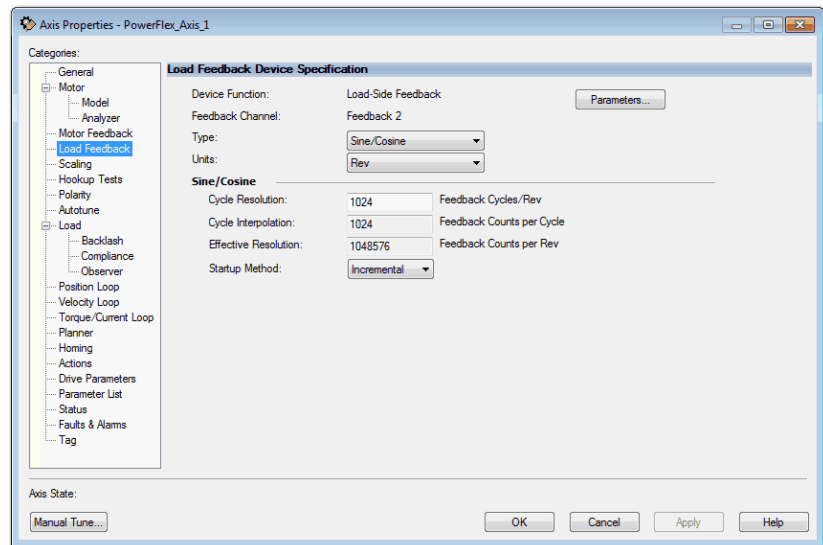 Axis Properties - PowerFlex_Axis_1
Categories:
General
Motor
Model
Analyzer
Motor Feedback
Load Feedback
Scaling
Hookup Tests
Polarity
Autotune
Load
Backlash
Compliance
Observer
Position Loop
Velocity Loop
Torque/Current Loop
Planner
Homing
Actions
Drive Parameters
Parameter List
Status
Faults & Alarms
Tag
Load Feedback Device Specification
Device Function: Load-Side Feedback Parameters...
Feedback Channel: Feedback 2
Type: Sine/Cosine
Units: Rev
Sine/Cosine
Cycle Resolution: 1024 Feedback Cycles/Rev
Cycle Interpolation: 1024 Feedback Counts per Cycle
Effective Resolution: 1048576 Feedback Counts per Rev
Startup Method: Incremental
Axis State:
Manual Tune... OK Cancel Apply Help